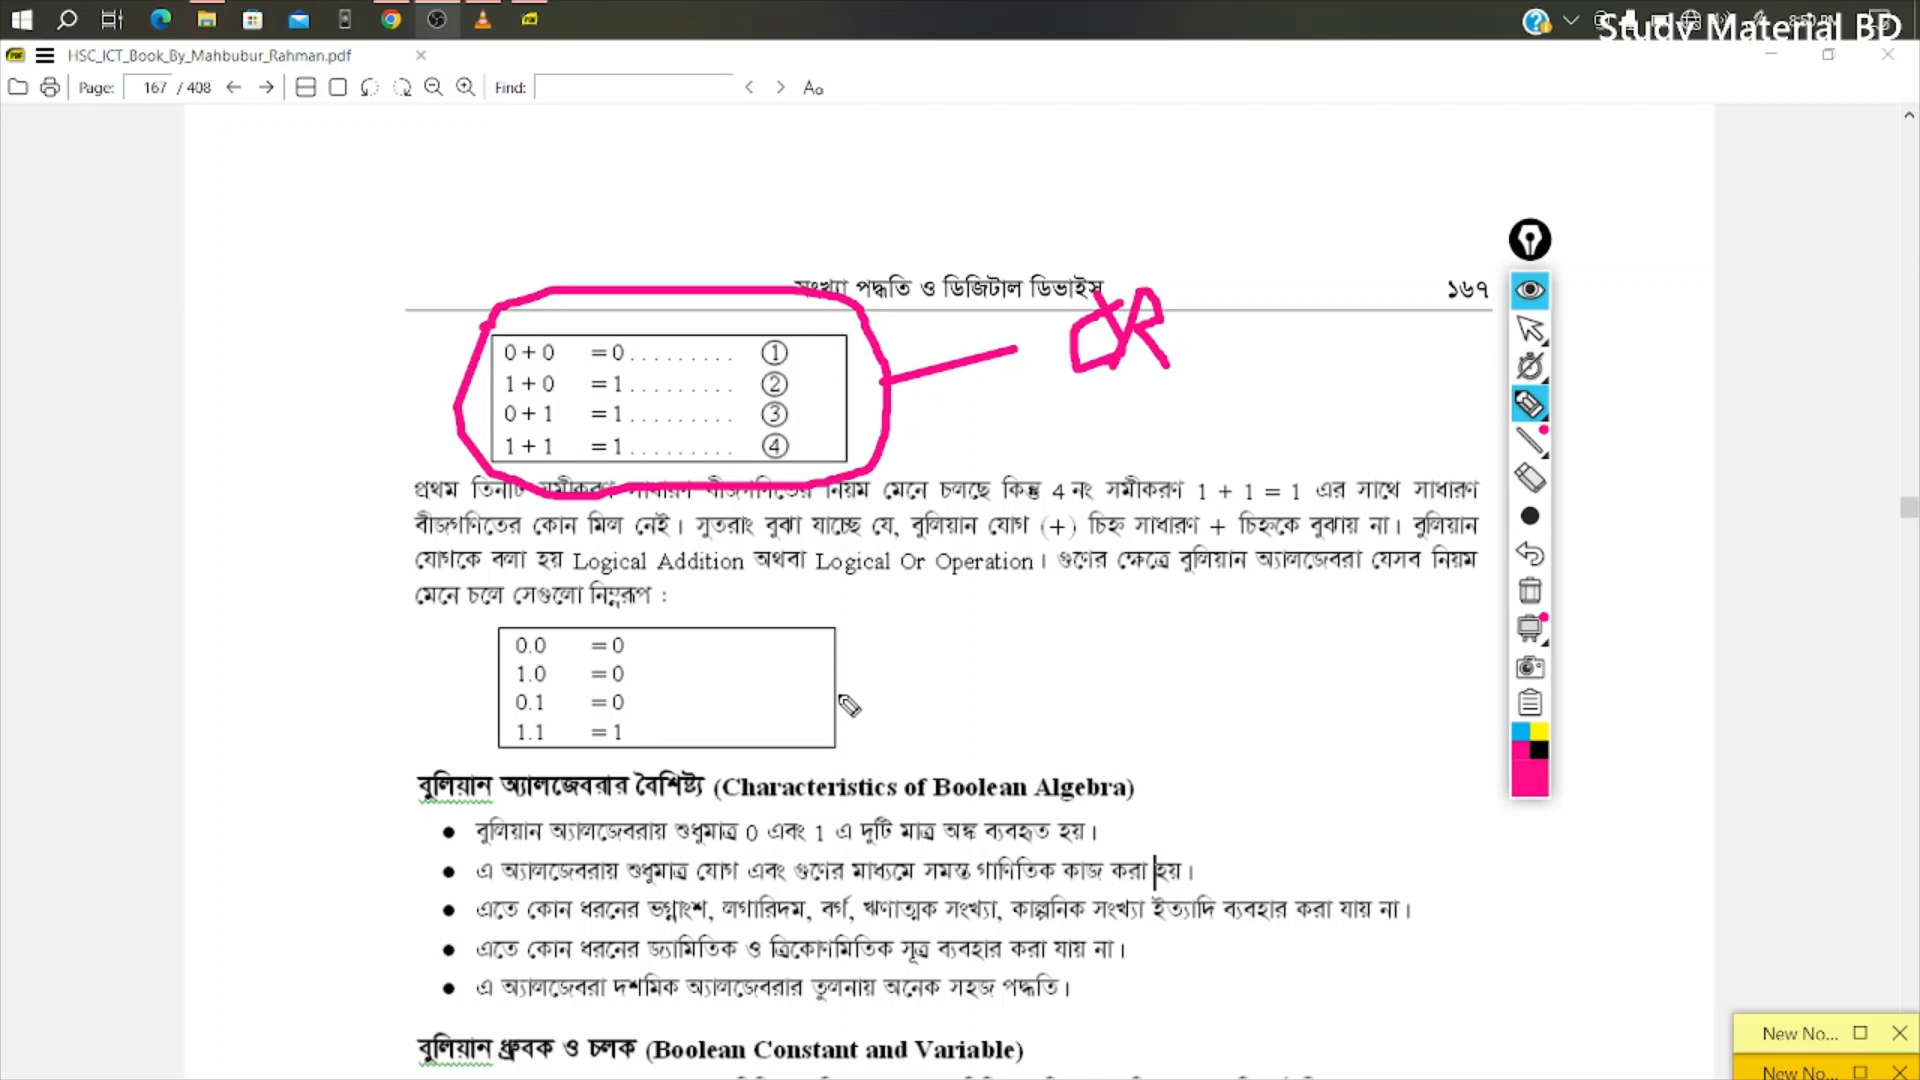 Study Material BD
HSC_ICT_Book_By_Mahbubur_Rahman.pdf
Page: 167 / 408 Find: Aa
সংখ্যা পদ্ধতি ও ডিজিটাল ডিভাইস ১৬৭
OR
0 + 0 = 0 . . . . . . . . . ①
1 + 0 = 1 . . . . . . . . . ②
0 + 1 = 1 . . . . . . . . . ③
1 + 1 = 1 . . . . . . . . . ④
প্রথম তিনটি সমীকরণ সাধারণ বীজগণিতের নিয়ম মেনে চলছে কিন্তু 4 নং সমীকরণ 1 + 1 = 1 এর সাথে সাধারণ
বীজগণিতের কোন মিল নেই। সুতরাং বুঝা যাচ্ছে যে, বুলিয়ান যোগ (+) চিহ্ন সাধারণ + চিহ্নকে বুঝায় না। বুলিয়ান
যোগকে বলা হয় Logical Addition অথবা Logical Or Operation। গুণের ক্ষেত্রে বুলিয়ান অ্যালজেবরা যেসব নিয়ম
মেনে চলে সেগুলো নিম্নরূপ :
0.0 = 0
1.0 = 0
0.1 = 0
1.1 = 1
বুলিয়ান অ্যালজেবরার বৈশিষ্ট্য (Characteristics of Boolean Algebra)
● বুলিয়ান অ্যালজেবরায় শুধুমাত্র 0 এবং 1 এ দুটি মাত্র অঙ্ক ব্যবহৃত হয়।
● এ অ্যালজেবরায় শুধুমাত্র যোগ এবং গুণের মাধ্যমে সমস্ত গাণিতিক কাজ করা হয়।
● এতে কোন ধরনের ভগ্নাংশ, লগারিদম, বর্গ, ঋণাত্মক সংখ্যা, কাল্পনিক সংখ্যা ইত্যাদি ব্যবহার করা যায় না।
● এতে কোন ধরনের জ্যামিতিক ও ত্রিকোণমিতিক সূত্র ব্যবহার করা যায় না।
● এ অ্যালজেবরা দশমিক অ্যালজেবরার তুলনায় অনেক সহজ পদ্ধতি।
বুলিয়ান ধ্রুবক ও চলক (Boolean Constant and Variable)
New No...
New No...